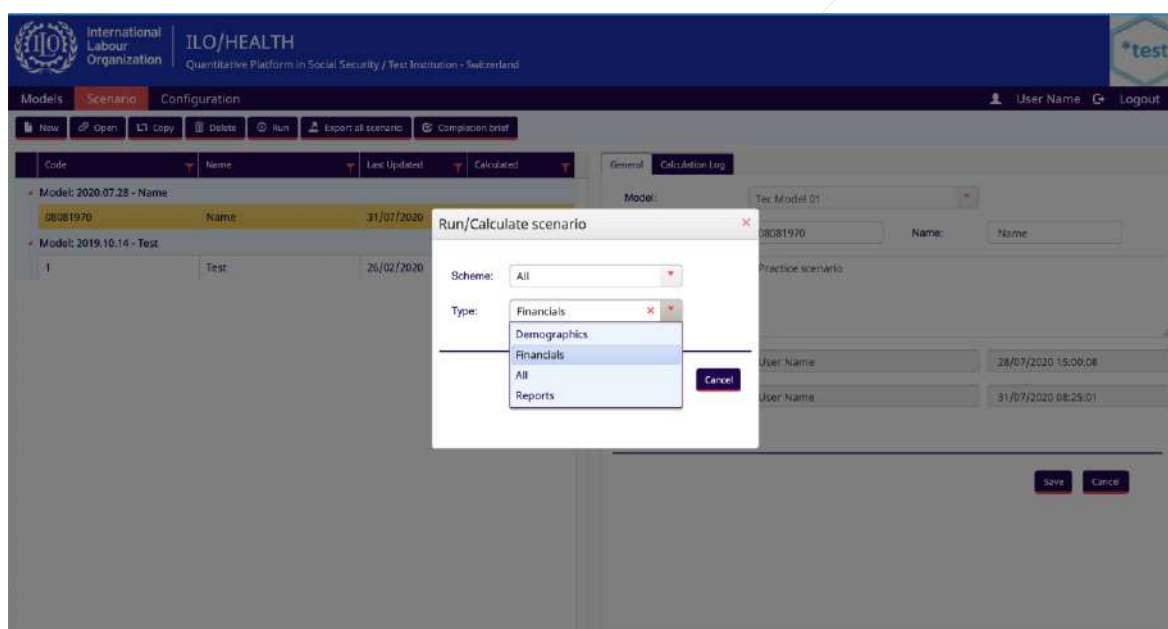 International
Labour
Organization
ILO/HEALTH
Quantitative Platform in Social Security / Test Institution - Switzerland
*test
Models Scenario Configuration
User Name Logout
New Open Copy Delete Run Export all scenario Completion brief
Code Name Last Updated Calculated
General Calculation Log
Model: 2020.07.28 - Name
08081970 Name 31/07/2020
Model: 2019.10.14 - Test
1 Test 26/02/2020
Model: Tec Model 01
08081970 Name: Name
Practice scenario
User Name 28/07/2020 15:00:08
User Name 31/07/2020 08:25:01
Save Cancel
Run/Calculate scenario
Scheme: All
Type: Financials
Demographics
Financials
All
Reports
Cancel